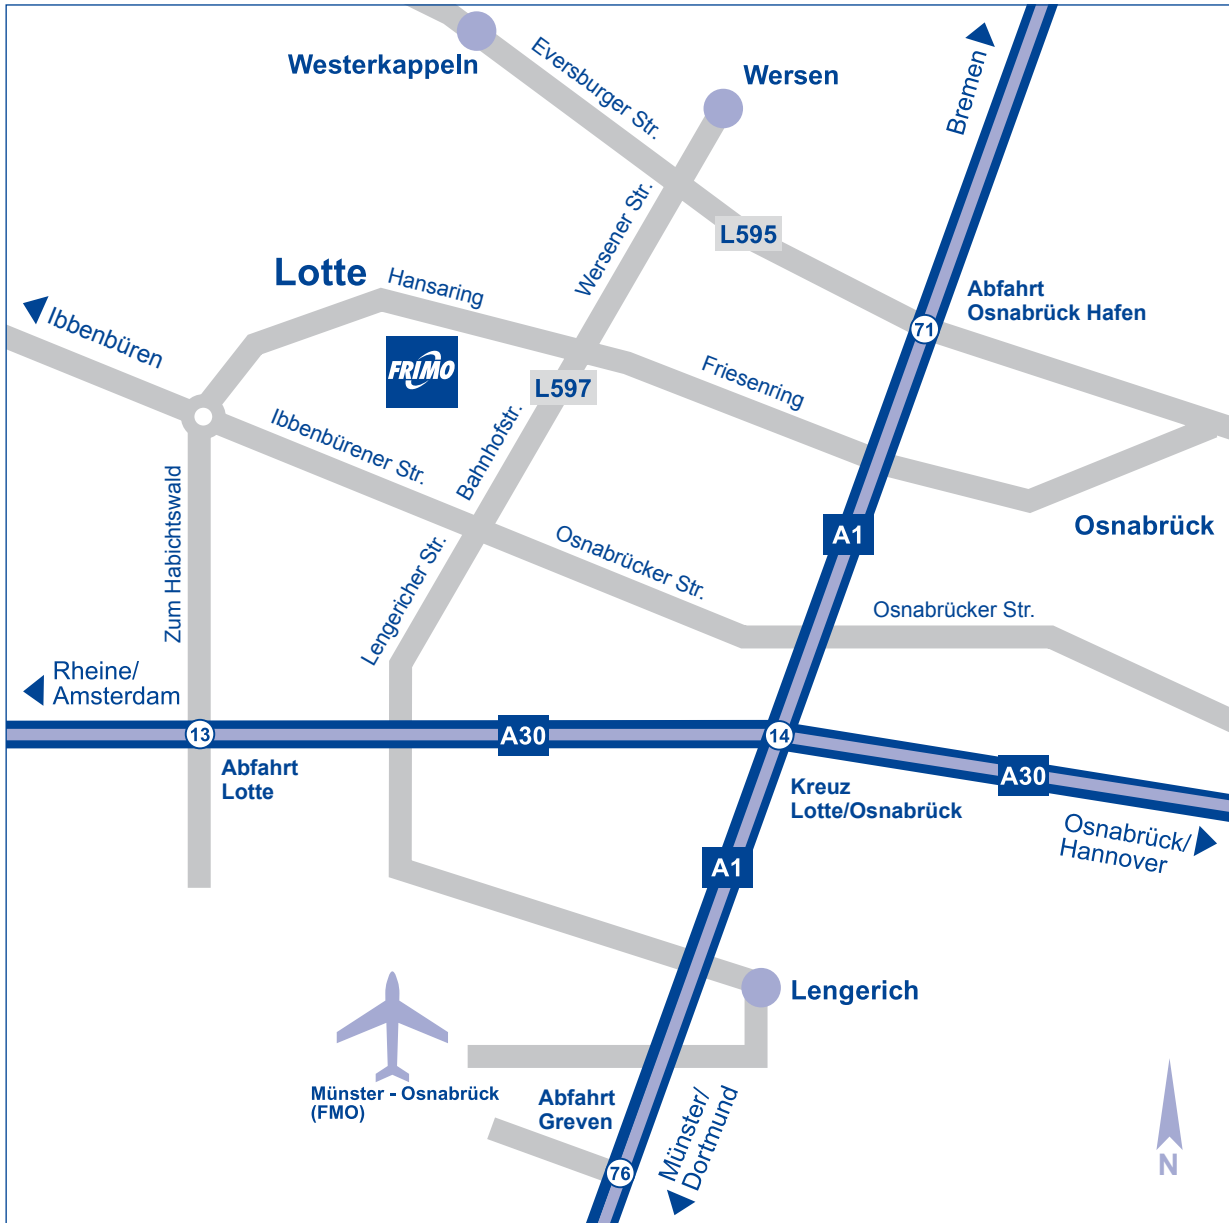 Westerkappeln
Eversburger Str.
Wersen
Bremen
Wersener Str.
L595
Lotte
Hansaring
Abfahrt
Osnabrück Hafen
71
Ibbenbüren
FRIMO
L597
Friesenring
Ibbenbürener Str.
Bahnhofstr.
Zum Habichtswald
A1
Osnabrück
Lengericher Str.
Osnabrücker Str.
Osnabrücker Str.
Rheine/
Amsterdam
13
A30
14
Abfahrt
Lotte
Kreuz
Lotte/Osnabrück
A30
Osnabrück/
Hannover
A1
Lengerich
Münster - Osnabrück
(FMO)
Abfahrt
Greven
76
Münster/
Dortmund
N